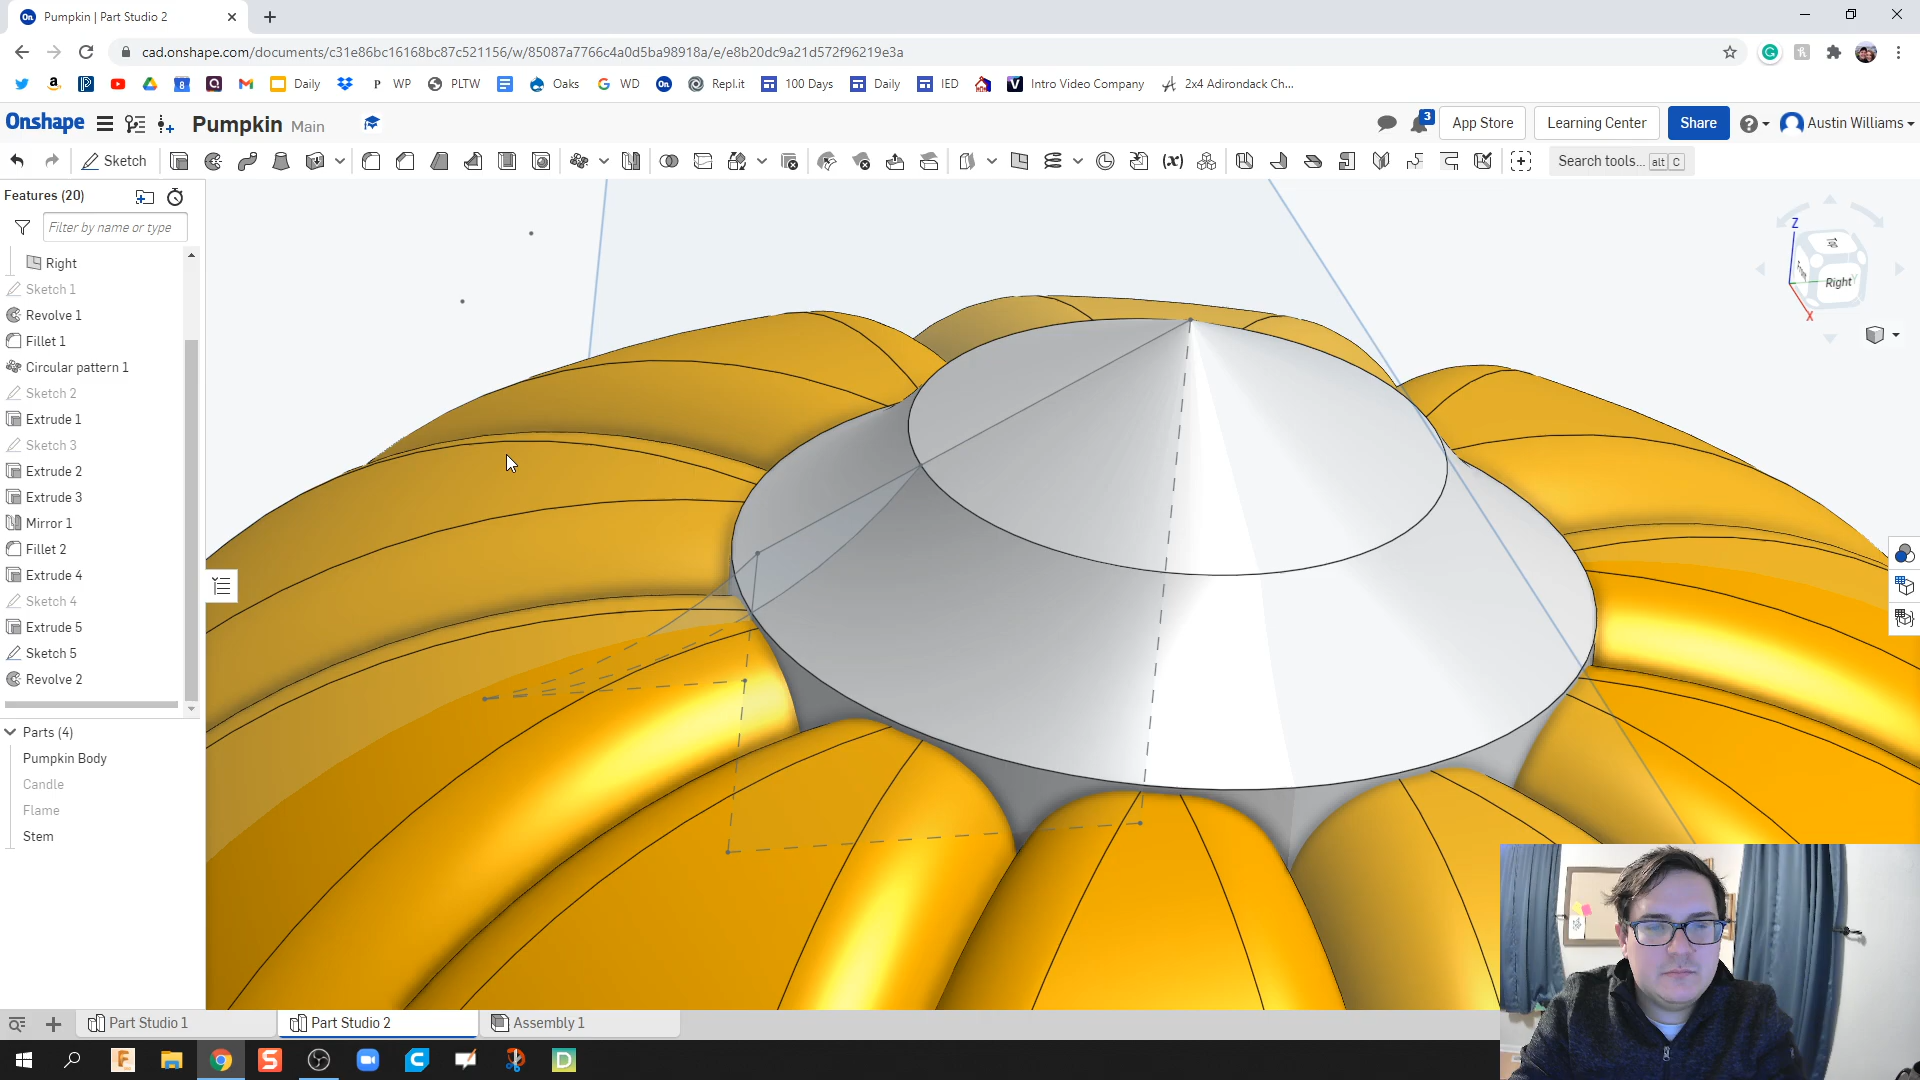 Pumpkin | Part Studio 2
cad.onshape.com/documents/c31e86bc16168bc87c521156/w/85087a7766c4a0d5ba98918a/e/e8b20dc9a21d572f96219e3a
Daily P WP PLTW Oaks WD Repl.it 100 Days Daily IED Intro Video Company 2x4 Adirondack Ch...
Onshape Pumpkin Main 3 App Store Learning Center Share Austin Williams
Sketch Search tools... alt C
Features (20)
Filter by name or type
Right
Sketch 1
Revolve 1
Fillet 1
Circular pattern 1
Sketch 2
Extrude 1
Sketch 3
Extrude 2
Extrude 3
Mirror 1
Fillet 2
Extrude 4
Sketch 4
Extrude 5
Sketch 5
Revolve 2
Parts (4)
Pumpkin Body
Candle
Flame
Stem
Z
Right
X
Part Studio 1 Part Studio 2 Assembly 1